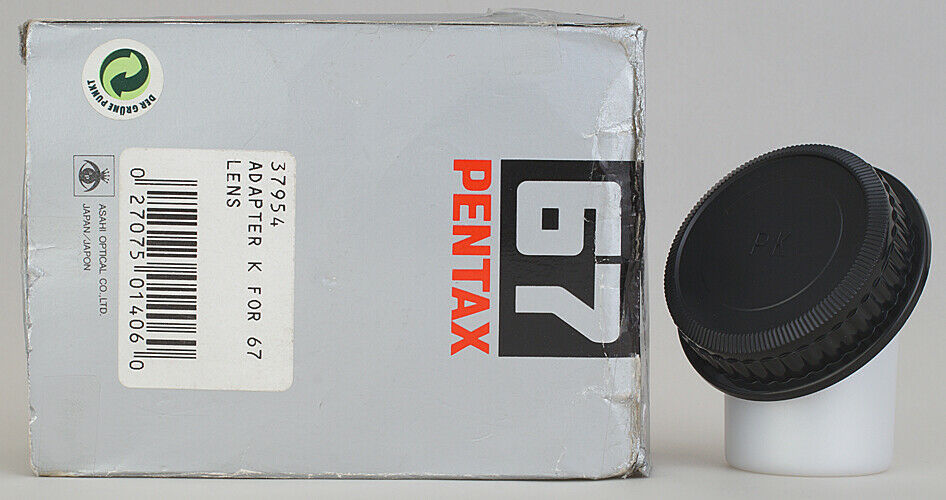 DER GRÜNE PUNKT
ASAHI OPTICAL CO.,LTD.
JAPAN/JAPON
37954
ADAPTER K FOR 67
LENS
0 27075 01406 0
67
PENTAX
PK